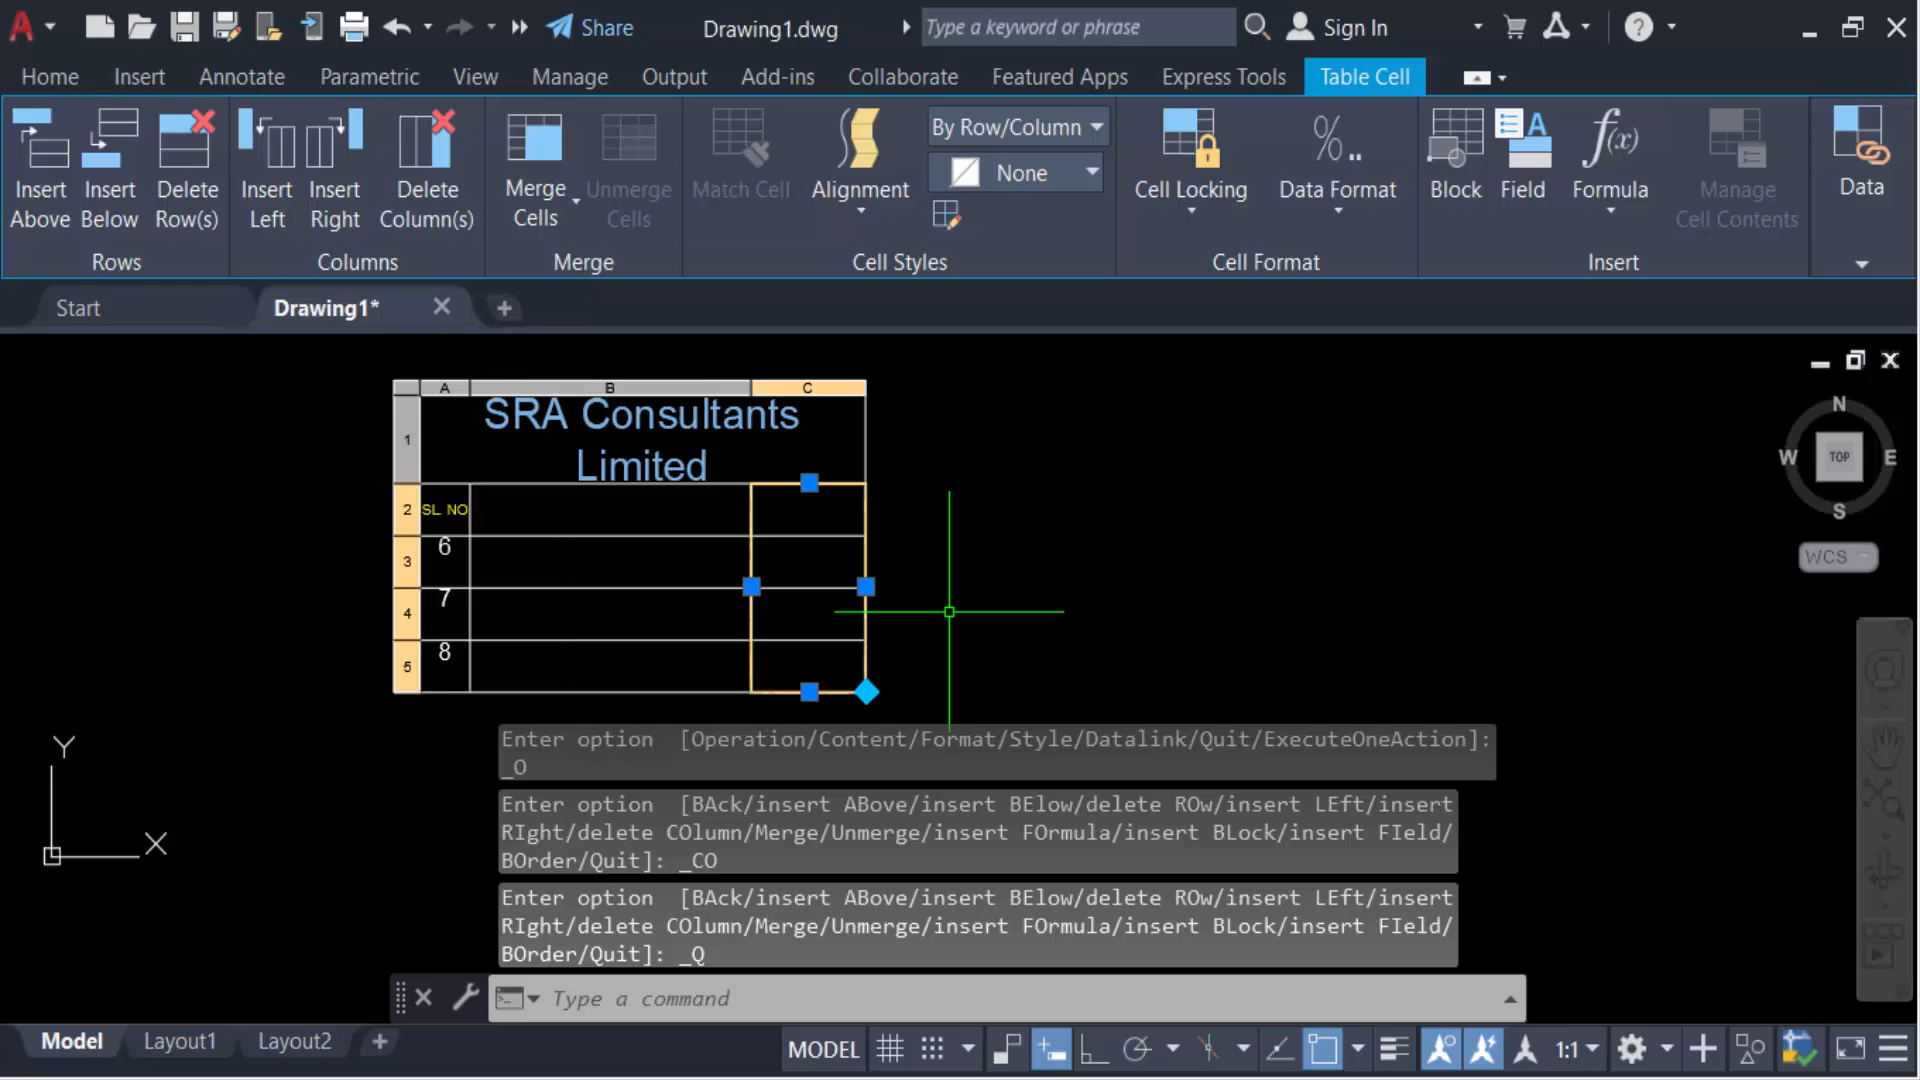 Share
Drawing1.dwg
Type a keyword or phrase
Sign In
Home
Insert
Annotate
Parametric
View
Manage
Output
Add-ins
Collaborate
Featured Apps
Express Tools
Table Cell
Insert Above
Insert Below
Delete Row(s)
Insert Left
Insert Right
Delete Column(s)
Merge Cells
Unmerge Cells
Match Cell
Alignment
By Row/Column
None
Cell Locking
Data Format
Block
Field
Formula
Manage Cell Contents
Data
Rows
Columns
Merge
Cell Styles
Cell Format
Insert
Start
Drawing1*
A
B
C
1
SRA Consultants
Limited
2
SL NO
3
6
4
7
5
8
N
W
TOP
E
S
WCS
Y
X
Enter option [Operation/Content/Format/Style/Datalink/Quit/ExecuteOneAction]:
_O
Enter option [BAck/insert ABove/insert BElow/delete ROw/insert LEft/insert
RIght/delete COlumn/Merge/Unmerge/insert FOrmula/insert BLock/insert FIeld/
BOrder/Quit]: _CO
Enter option [BAck/insert ABove/insert BElow/delete ROw/insert LEft/insert
RIght/delete COlumn/Merge/Unmerge/insert FOrmula/insert BLock/insert FIeld/
BOrder/Quit]: _Q
Type a command
Model
Layout1
Layout2
MODEL
1:1